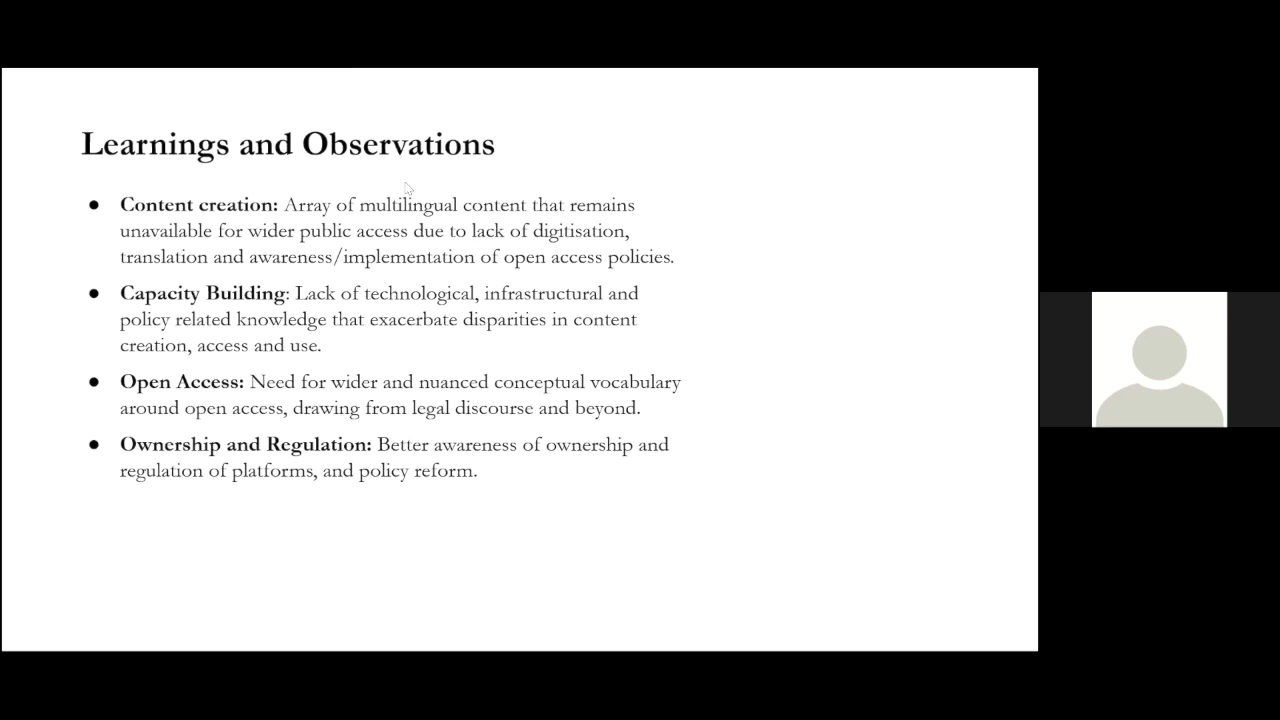 Learnings and Observations
● Content creation: Array of multilingual content that remains
unavailable for wider public access due to lack of digitisation,
translation and awareness/implementation of open access policies.
● Capacity Building: Lack of technological, infrastructural and
policy related knowledge that exacerbate disparities in content
creation, access and use.
● Open Access: Need for wider and nuanced conceptual vocabulary
around open access, drawing from legal discourse and beyond.
● Ownership and Regulation: Better awareness of ownership and
regulation of platforms, and policy reform.